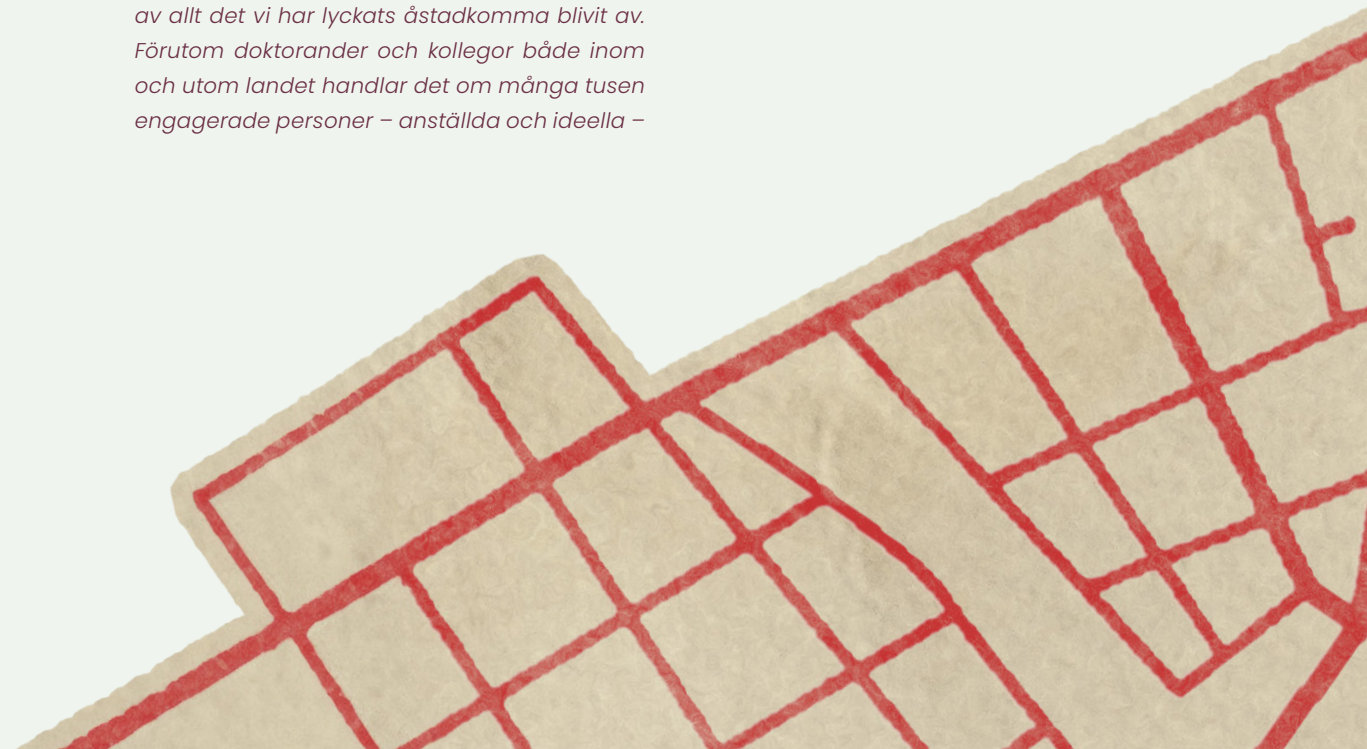 av allt det vi har lyckats åstadkomma blivit av.
Förutom doktorander och kollegor både inom
och utom landet handlar det om många tusen
engagerade personer – anställda och ideella –